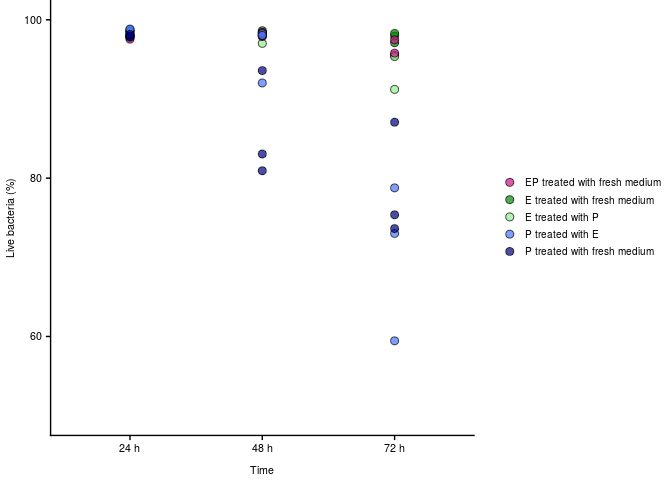 100
80
60
Live bacteria (%)
24 h
48 h
72 h
Time
EP treated with fresh medium
E treated with fresh medium
E treated with P
P treated with E
P treated with fresh medium